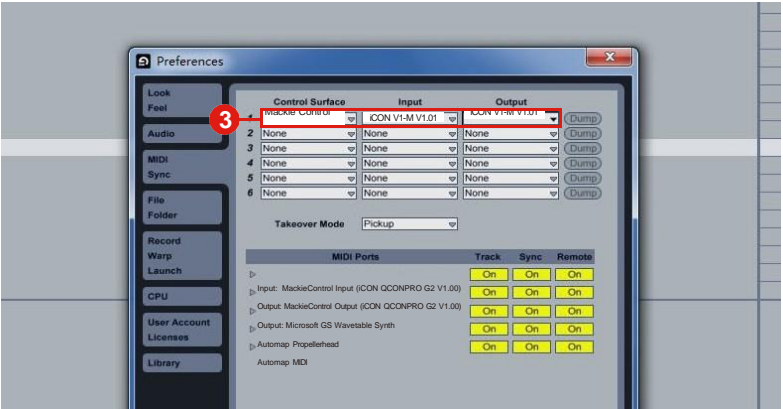 Preferences
Look
Feel
Audio
MIDI
Sync
File
Folder
Record
Warp
Launch
CPU
User Account
Licenses
Library
Control Surface Input Output
3
1 Mackie Control iCON V1-M V1.01 iCON V1-M V1.01 Dump
2 None None None Dump
3 None None None Dump
4 None None None Dump
5 None None None Dump
6 None None None Dump
Takeover Mode Pickup
MIDI Ports Track Sync Remote
On On On
Input: MackieControl Input (iCON QCONPRO G2 V1.00) On On On
Output: MackieControl Output (iCON QCONPRO G2 V1.00) On On On
Output: Microsoft GS Wavetable Synth On On On
Automap Propellerhead On On On
Automap MIDI